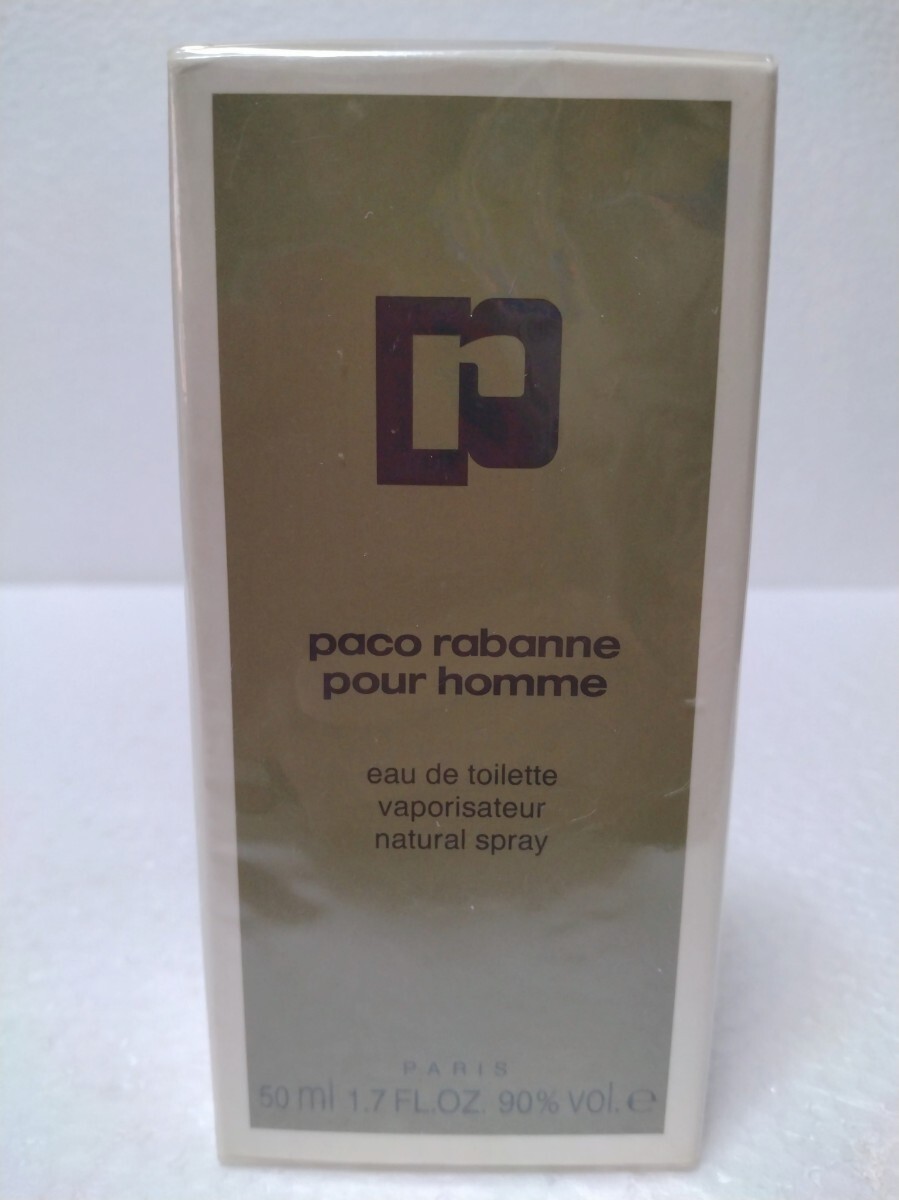 pr
paco rabanne
pour homme
eau de toilette
vaporisateur
natural spray
PARIS
50 ml 1.7 FL.OZ. 90% vol. ℮